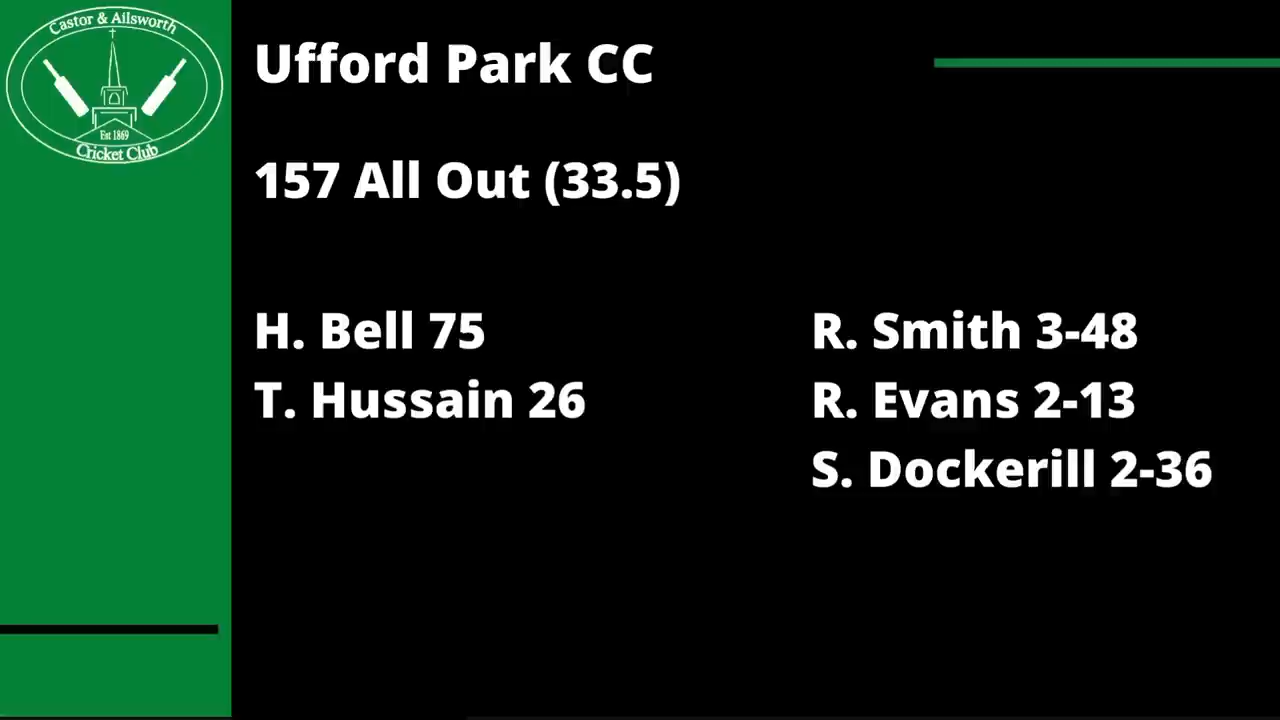 Castor & Ailsworth
Est 1869
Cricket Club
Ufford Park CC
157 All Out (33.5)
H. Bell 75
T. Hussain 26
R. Smith 3-48
R. Evans 2-13
S. Dockerill 2-36